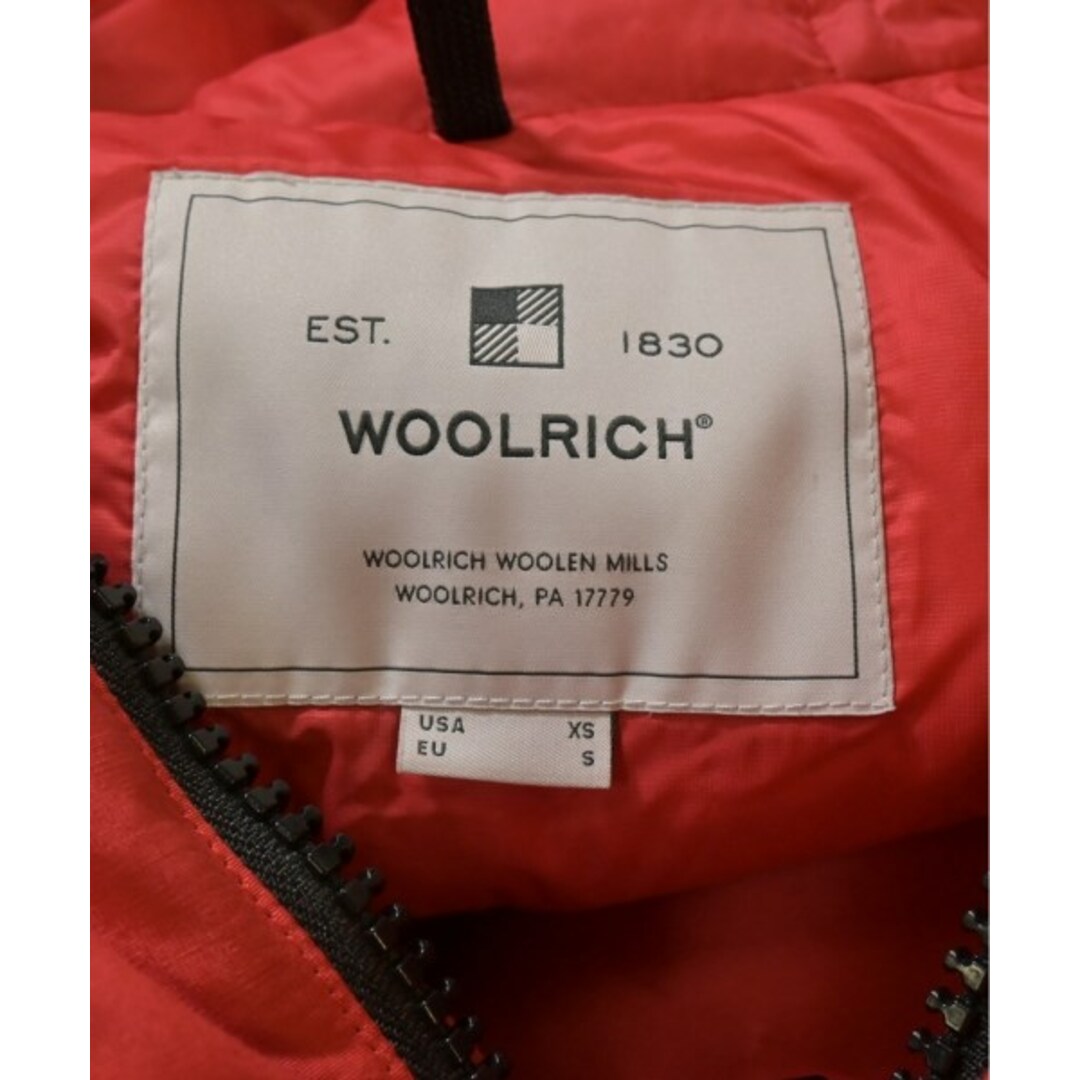 EST. 1830
WOOLRICH®
WOOLRICH WOOLEN MILLS
WOOLRICH, PA 17779
USA XS
EU S